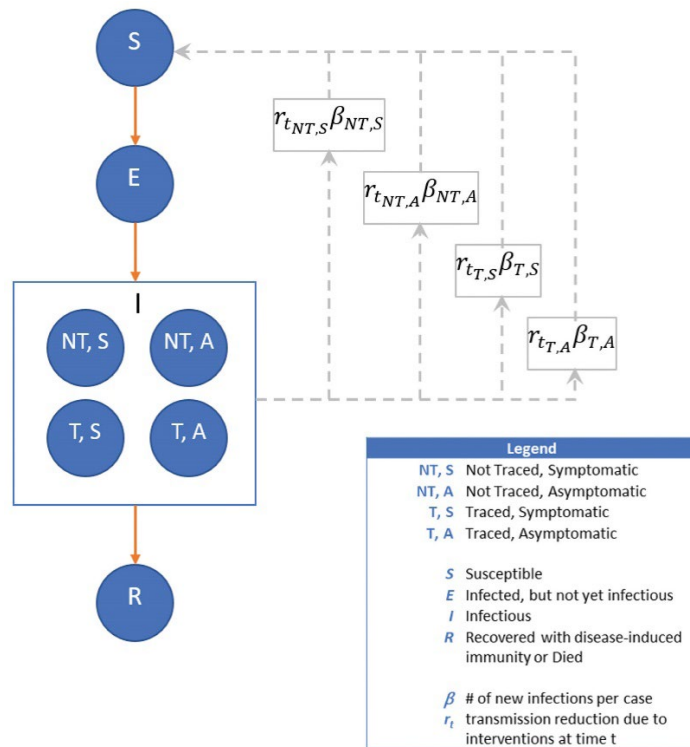 S
E
I
NT, S
NT, A
T, S
T, A
R
r_{t_{NT,S}}β_{NT,S}
r_{t_{NT,A}}β_{NT,A}
r_{t_{T,S}}β_{T,S}
r_{t_{T,A}}β_{T,A}
Legend
NT, S Not Traced, Symptomatic
NT, A Not Traced, Asymptomatic
T, S Traced, Symptomatic
T, A Traced, Asymptomatic
S Susceptible
E Infected, but not yet infectious
I Infectious
R Recovered with disease-induced
immunity or Died
β # of new infections per case
r_t transmission reduction due to
interventions at time t